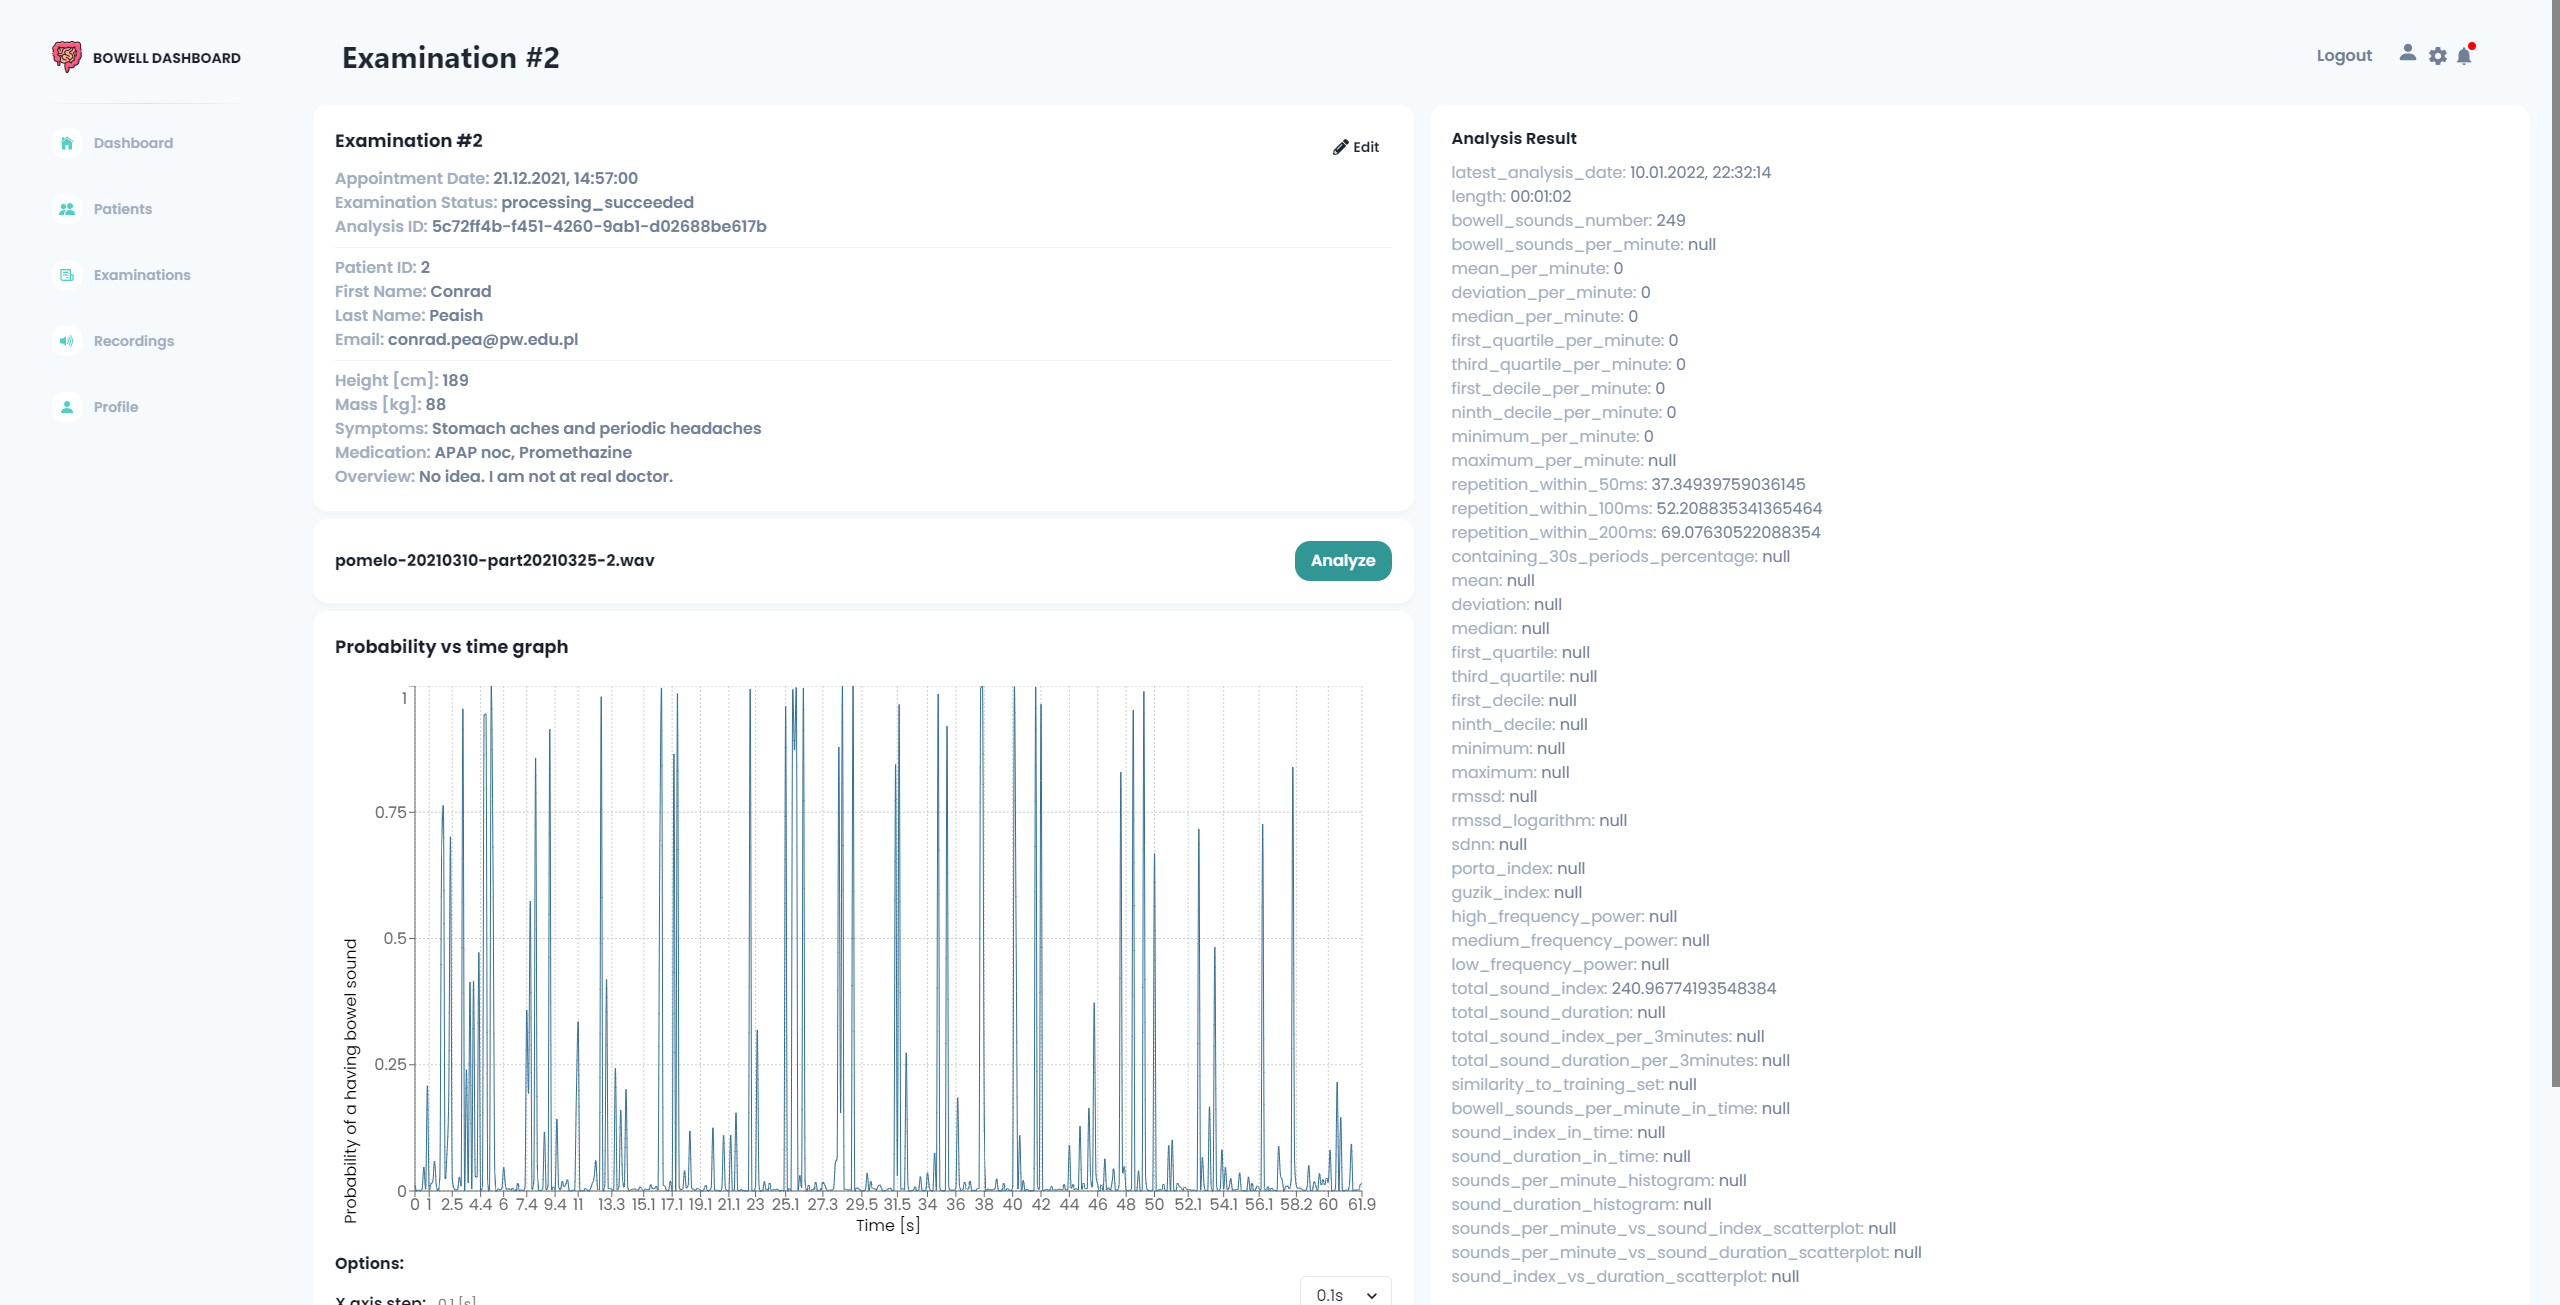 BOWELL DASHBOARD
Dashboard
Patients
Examinations
Recordings
Profile
Examination #2
Logout
Examination #2
Edit
Appointment Date: 21.12.2021, 14:57:00
Examination Status: processing_succeeded
Analysis ID: 5c72ff4b-f451-4260-9ab1-d02688be617b
Patient ID: 2
First Name: Conrad
Last Name: Peaish
Email: conrad.pea@pw.edu.pl
Height [cm]: 189
Mass [kg]: 88
Symptoms: Stomach aches and periodic headaches
Medication: APAP noc, Promethazine
Overview: No idea. I am not at real doctor.
pomelo-20210310-part20210325-2.wav
Analyze
Probability vs time graph
1
0.75
0.5
0.25
0
Probability of a having bowel sound
0 1 2.5 4.4 6 7.4 9.4 11 13.3 15.1 17.1 19.1 21.1 23 25.1 27.3 29.5 31.5 34 36 38 40 42 44 46 48 50 52.1 54.1 56.1 58.2 60 61.9
Time [s]
Options:
X axis step: 0.1 [s]
0.1s
Analysis Result
latest_analysis_date: 10.01.2022, 22:32:14
length: 00:01:02
bowell_sounds_number: 249
bowell_sounds_per_minute: null
mean_per_minute: 0
deviation_per_minute: 0
median_per_minute: 0
first_quartile_per_minute: 0
third_quartile_per_minute: 0
first_decile_per_minute: 0
ninth_decile_per_minute: 0
minimum_per_minute: 0
maximum_per_minute: null
repetition_within_50ms: 37.34939759036145
repetition_within_100ms: 52.208835341365464
repetition_within_200ms: 69.07630522088354
containing_30s_periods_percentage: null
mean: null
deviation: null
median: null
first_quartile: null
third_quartile: null
first_decile: null
ninth_decile: null
minimum: null
maximum: null
rmssd: null
rmssd_logarithm: null
sdnn: null
porta_index: null
guzik_index: null
high_frequency_power: null
medium_frequency_power: null
low_frequency_power: null
total_sound_index: 240.96774193548384
total_sound_duration: null
total_sound_index_per_3minutes: null
total_sound_duration_per_3minutes: null
similarity_to_training_set: null
bowell_sounds_per_minute_in_time: null
sound_index_in_time: null
sound_duration_in_time: null
sounds_per_minute_histogram: null
sound_duration_histogram: null
sounds_per_minute_vs_sound_index_scatterplot: null
sounds_per_minute_vs_sound_duration_scatterplot: null
sound_index_vs_duration_scatterplot: null